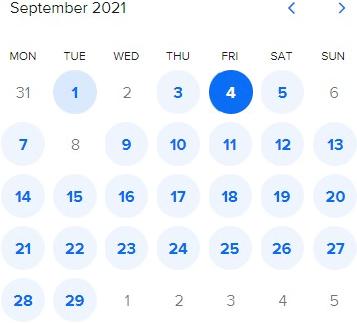 September 2021
MON TUE WED THU FRI SAT SUN
31 1 2 3 4 5 6
7 8 9 10 11 12 13
14 15 16 17 18 19 20
21 22 23 24 25 26 27
28 29 1 2 3 4 5